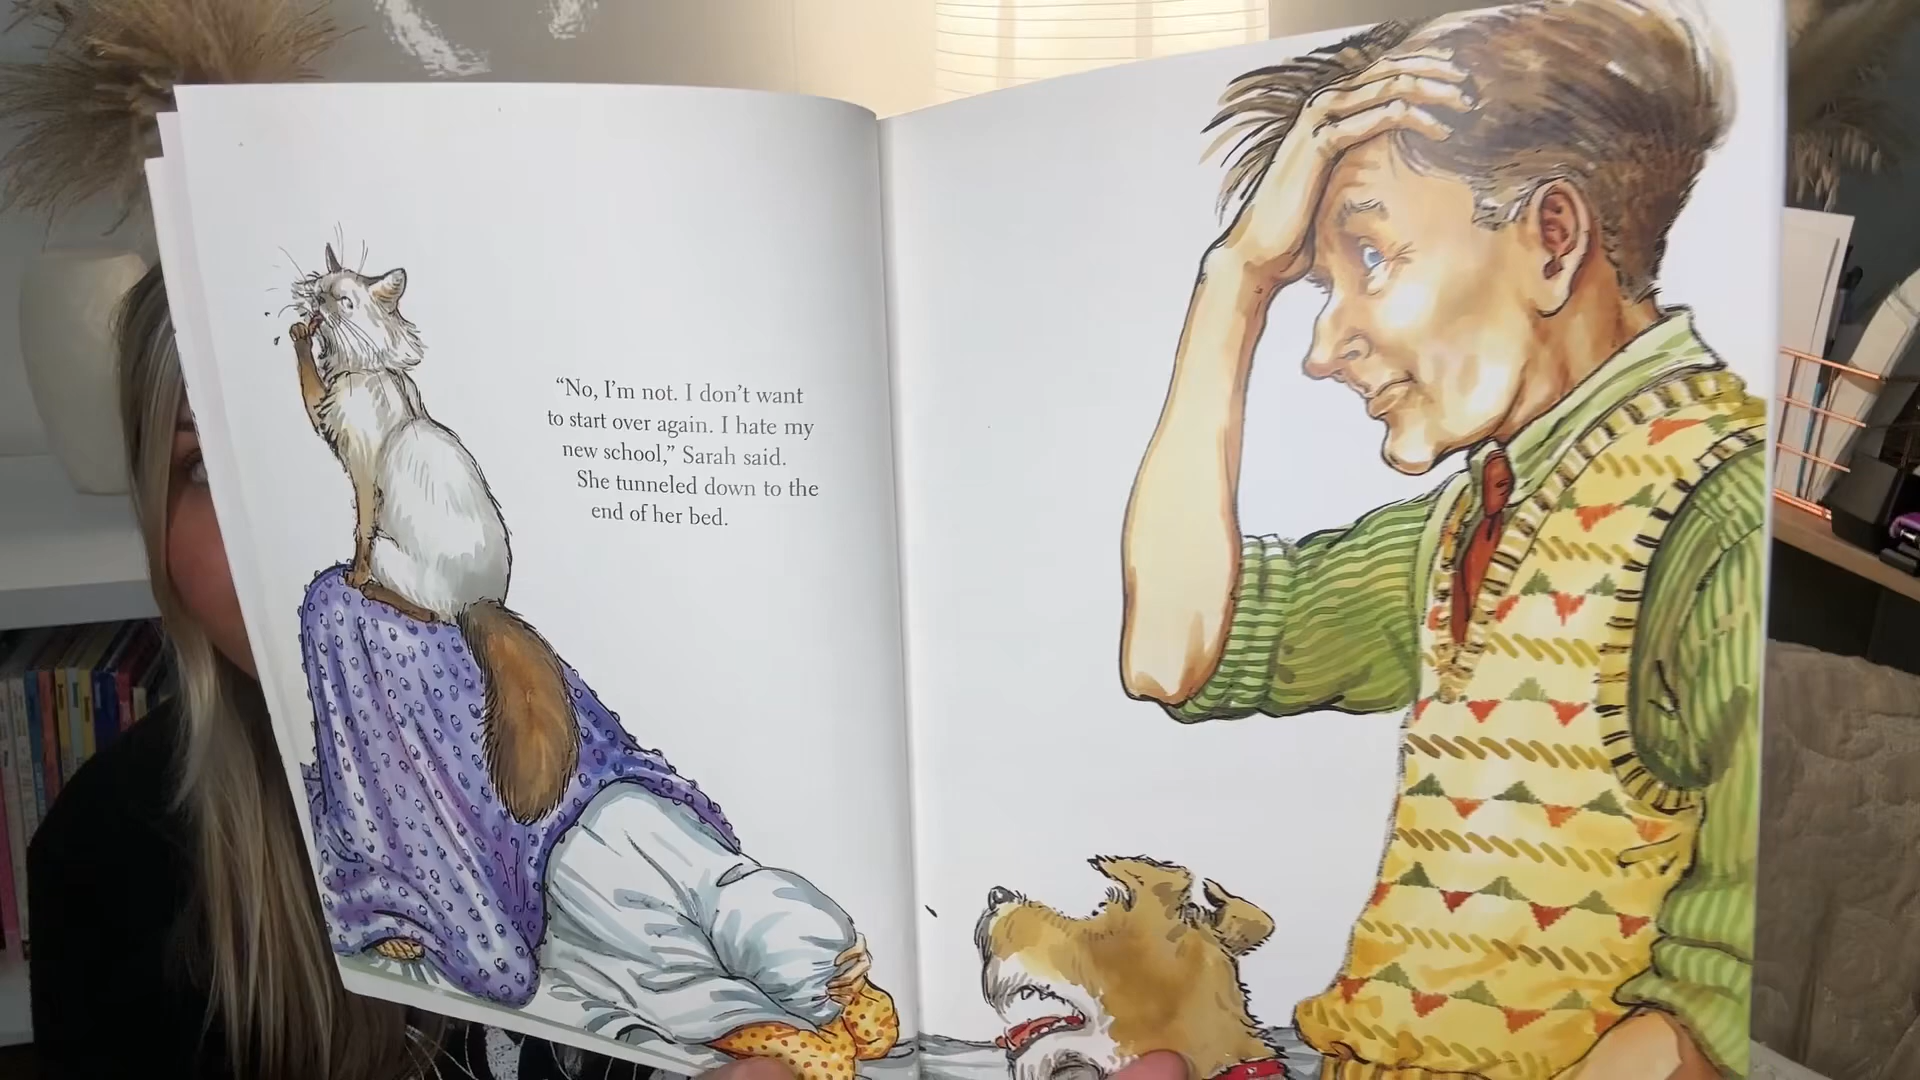 “No, I’m not. I don’t want
to start over again. I hate my
new school,” Sarah said.
She tunneled down to the
end of her bed.